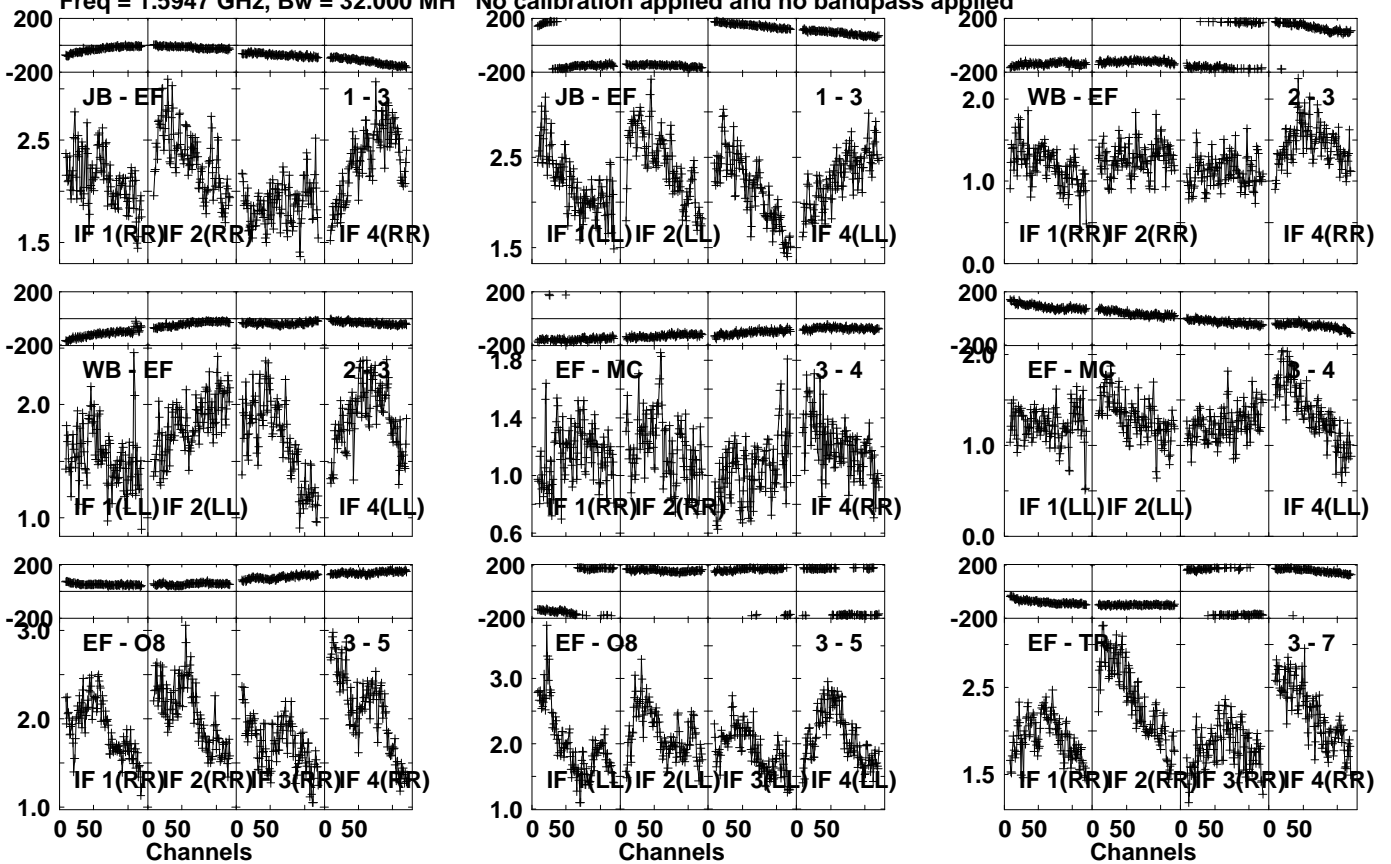 Freq = 1.5947 GHz, Bw = 32.000 MH No calibration applied and no bandpass applied
200
-200
JB - EF 1 - 3
2.5
1.5
IF 1(RR) IF 2(RR) IF 4(RR)
200
-200
JB - EF 1 - 3
2.5
1.5
IF 1(LL) IF 2(LL) IF 4(LL)
200
-200
WB - EF 2 - 3
2.0
1.0
0.0
IF 1(RR) IF 2(RR) IF 4(RR)
200
-200
WB - EF 2 - 3
2.0
1.0
IF 1(LL) IF 2(LL) IF 4(LL)
200
-200
EF - MC 3 - 4
1.8
1.4
1.0
0.6
IF 1(RR) IF 2(RR) IF 4(RR)
200
-200
EF - MC 3 - 4
2.0
1.0
0.0
IF 1(LL) IF 2(LL) IF 4(LL)
200
-200
EF - O8 3 - 5
3.0
2.0
1.0
IF 1(RR) IF 2(RR) IF 3(RR) IF 4(RR)
0 50 0 50 0 50 0 50
Channels
200
-200
EF - O8 3 - 5
3.0
2.0
1.0
IF 1(LL) IF 2(LL) IF 3(LL) IF 4(LL)
0 50 0 50 0 50 0 50
Channels
200
-200
EF - TR 3 - 7
2.5
1.5
IF 1(RR) IF 2(RR) IF 3(RR) IF 4(RR)
0 50 0 50 0 50 0 50
Channels